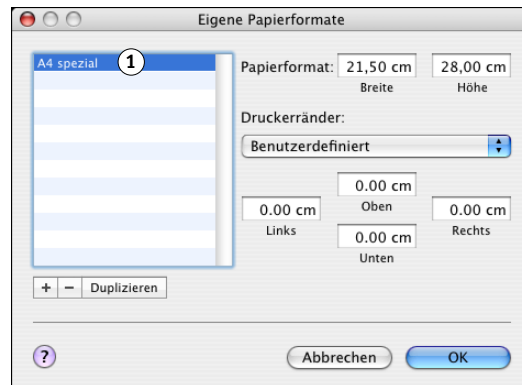 Eigene Papierformate
A4 spezial 1
Papierformat: 21,50 cm 28,00 cm
Breite Höhe
Druckerränder:
Benutzerdefiniert
0.00 cm
Oben
0.00 cm 0.00 cm
Links Rechts
0.00 cm
Unten
+ − Duplizieren
? Abbrechen OK